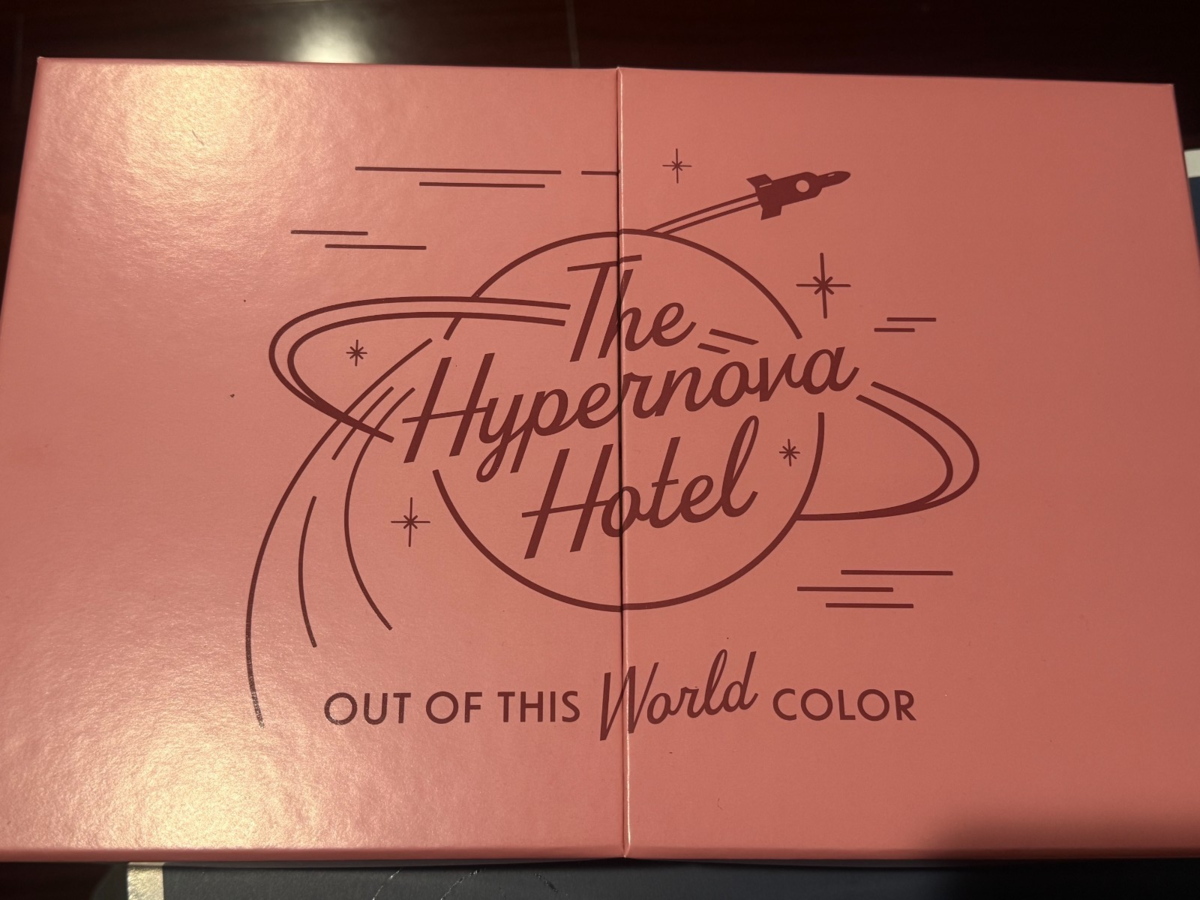 The
Hypernova
Hotel
OUT OF THIS World COLOR